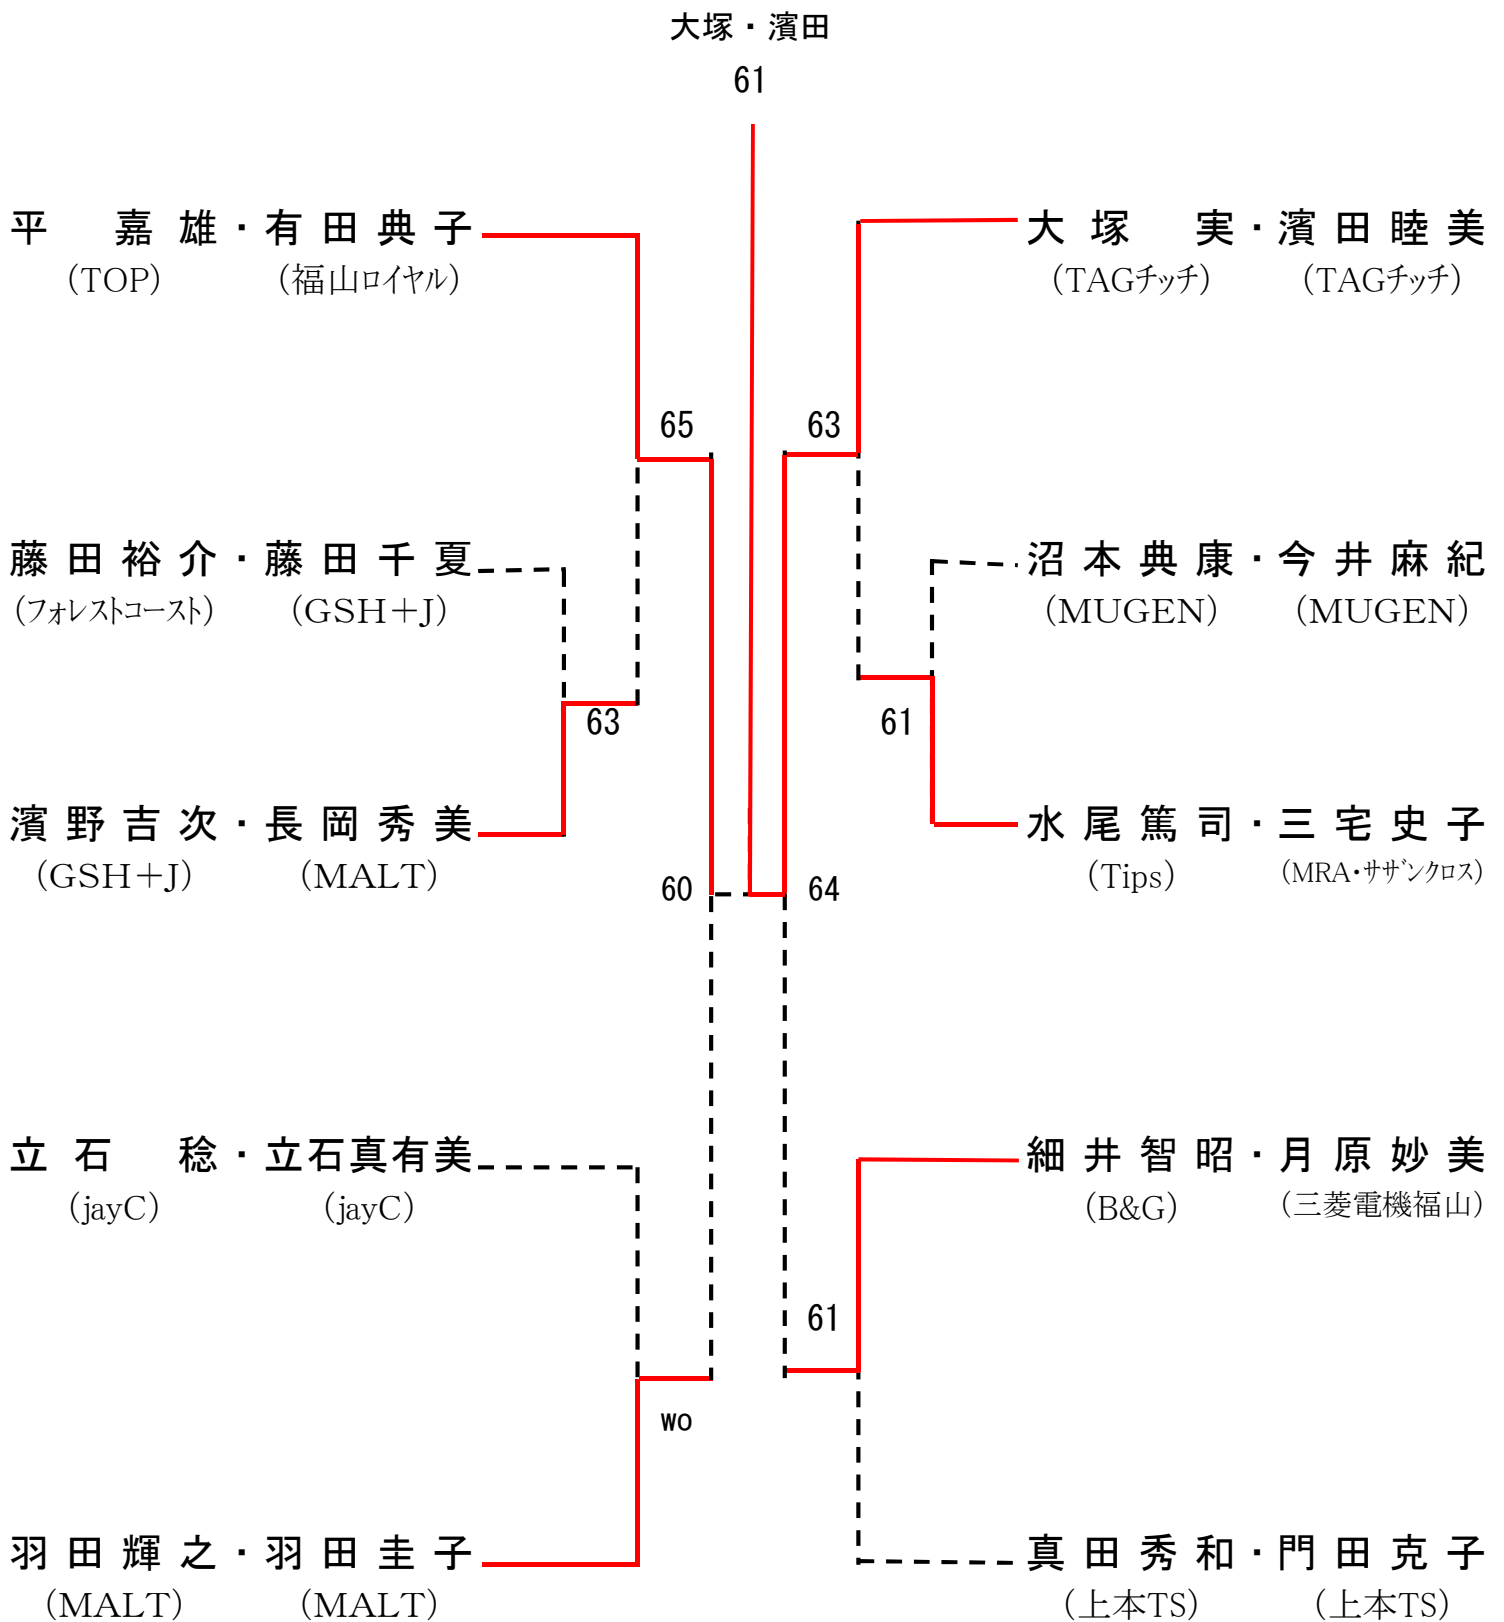 大塚・濱田
61
平 嘉雄・有田典子
(TOP) (福山ロイヤル)
大塚 実・濱田睦美
(TAGチッチ) (TAGチッチ)
65
63
藤田裕介・藤田千夏
(フォレストコースト) (GSH+J)
沼本典康・今井麻紀
(MUGEN) (MUGEN)
63
61
濱野吉次・長岡秀美
(GSH+J) (MALT)
水尾篤司・三宅史子
(Tips) (MRA・サザンクロス)
60
64
立石 稔・立石真有美
(jayC) (jayC)
細井智昭・月原妙美
(B&G) (三菱電機福山)
61
wo
羽田輝之・羽田圭子
(MALT) (MALT)
真田秀和・門田克子
(上本TS) (上本TS)